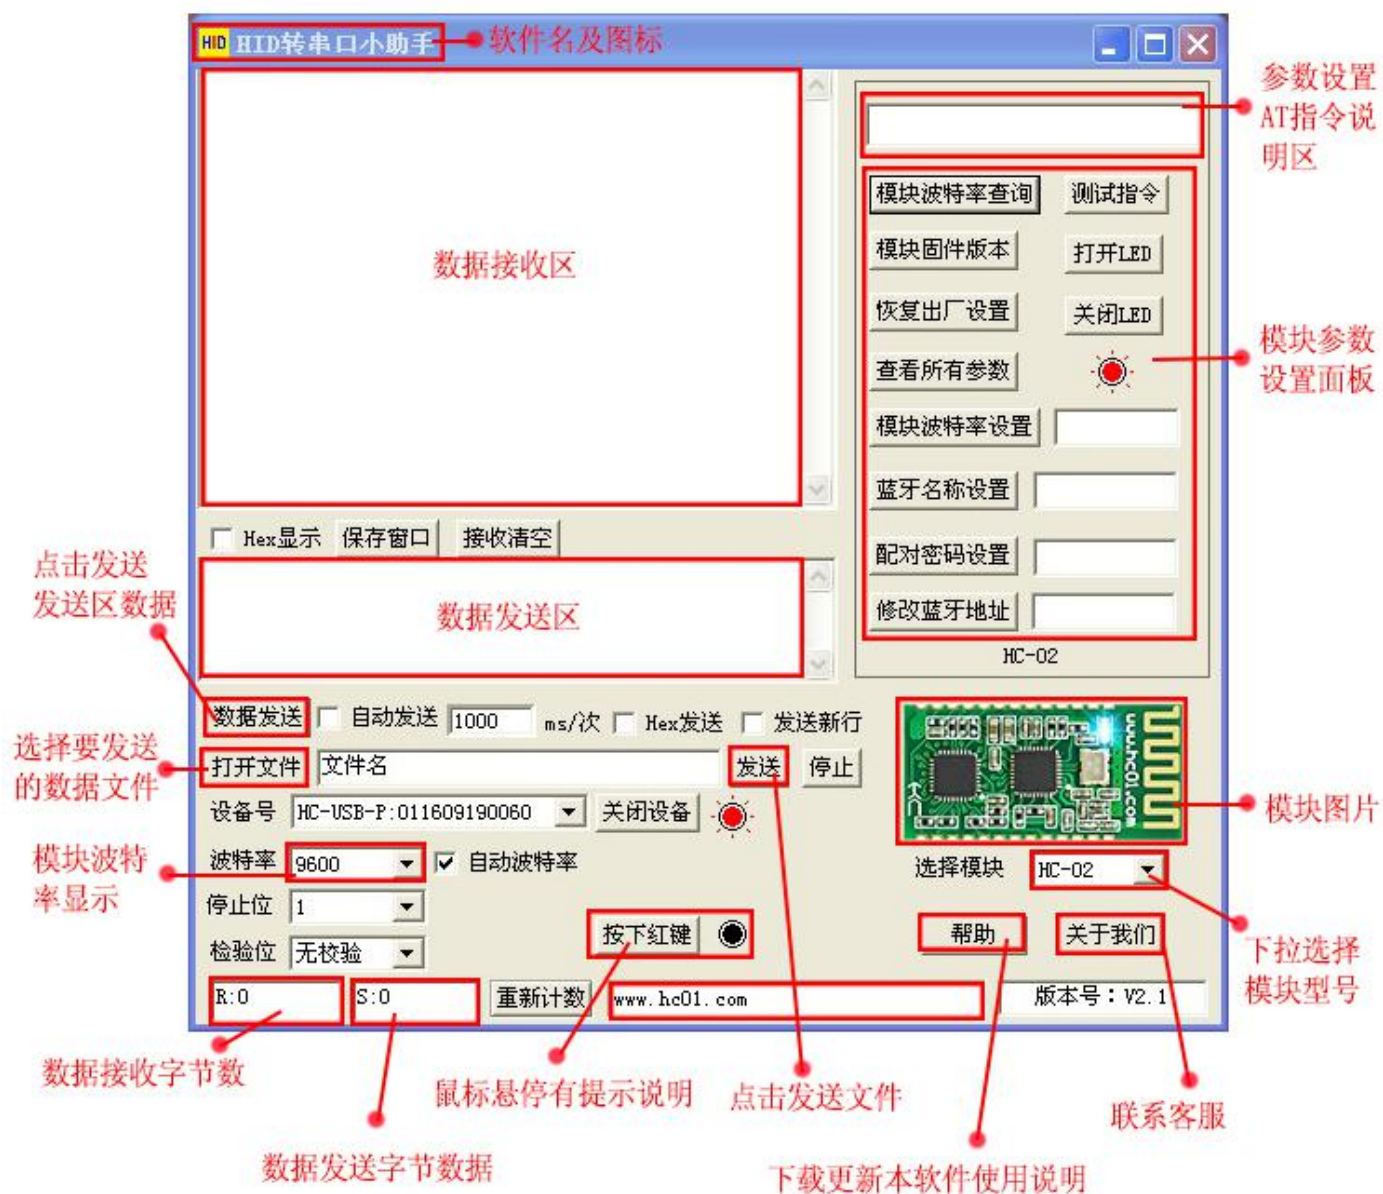 HID HID转串口小助手
软件名及图标
参数设置
AT指令说
明区
数据接收区
模块波特率查询 测试指令
模块固件版本 打开LED
恢复出厂设置 关闭LED
查看所有参数
模块参数
设置面板
模块波特率设置
蓝牙名称设置
配对密码设置
修改蓝牙地址
HC-02
Hex显示 保存窗口 接收清空
点击发送
发送区数据
数据发送区
数据发送 自动发送 1000 ms/次 Hex发送 发送新行
选择要发送
的数据文件
打开文件 文件名 发送 停止
设备号 HC-USB-P:011609190060 关闭设备
www.hc01.com
HC
模块图片
模块波特
率显示
波特率 9600 自动波特率
选择模块 HC-02
停止位 1
按下红键
帮助 关于我们
检验位 无校验
下拉选择
模块型号
R:0 S:0 重新计数 www.hc01.com 版本号：V2.1
数据接收字节数
鼠标悬停有提示说明
点击发送文件
联系客服
数据发送字节数据
下载更新本软件使用说明